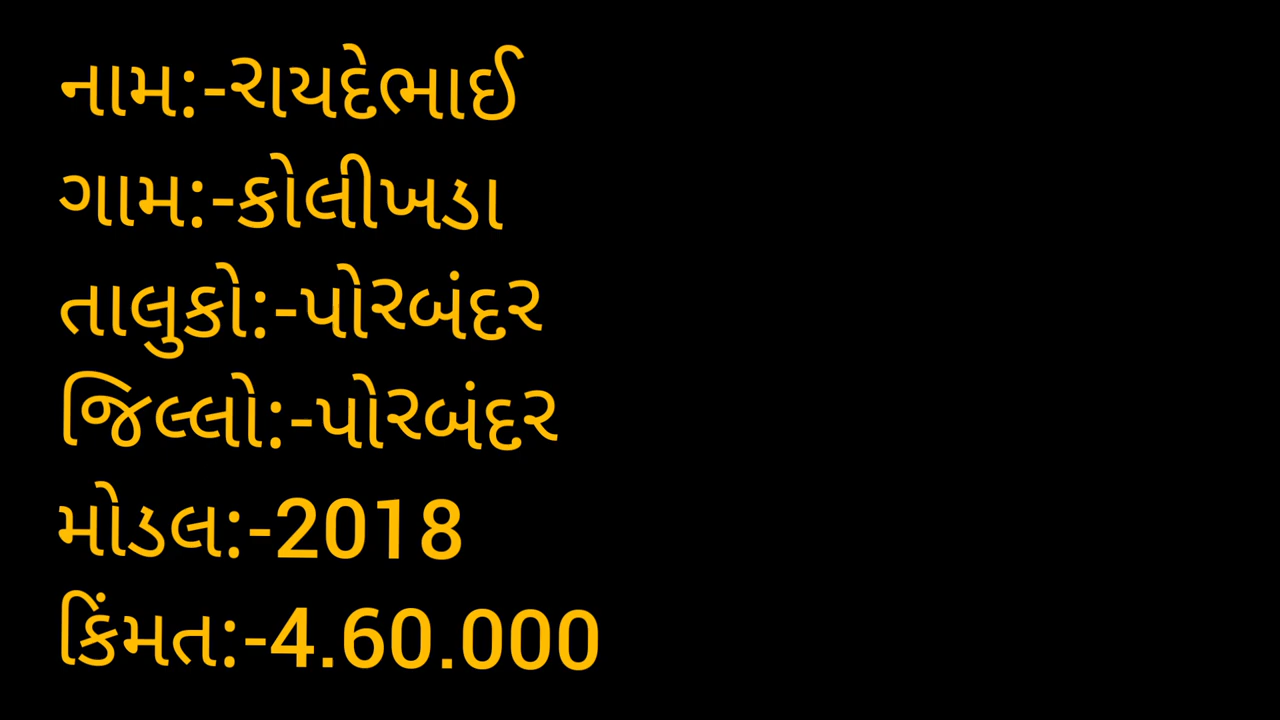 નામ:-રાયદેભાઈ
ગામ:-કોલીખડા
તાલુકો:-પોરબંદર
જિલ્લો:-પોરબંદર
મોડલ:-2018
કિંમત:-4.60.000